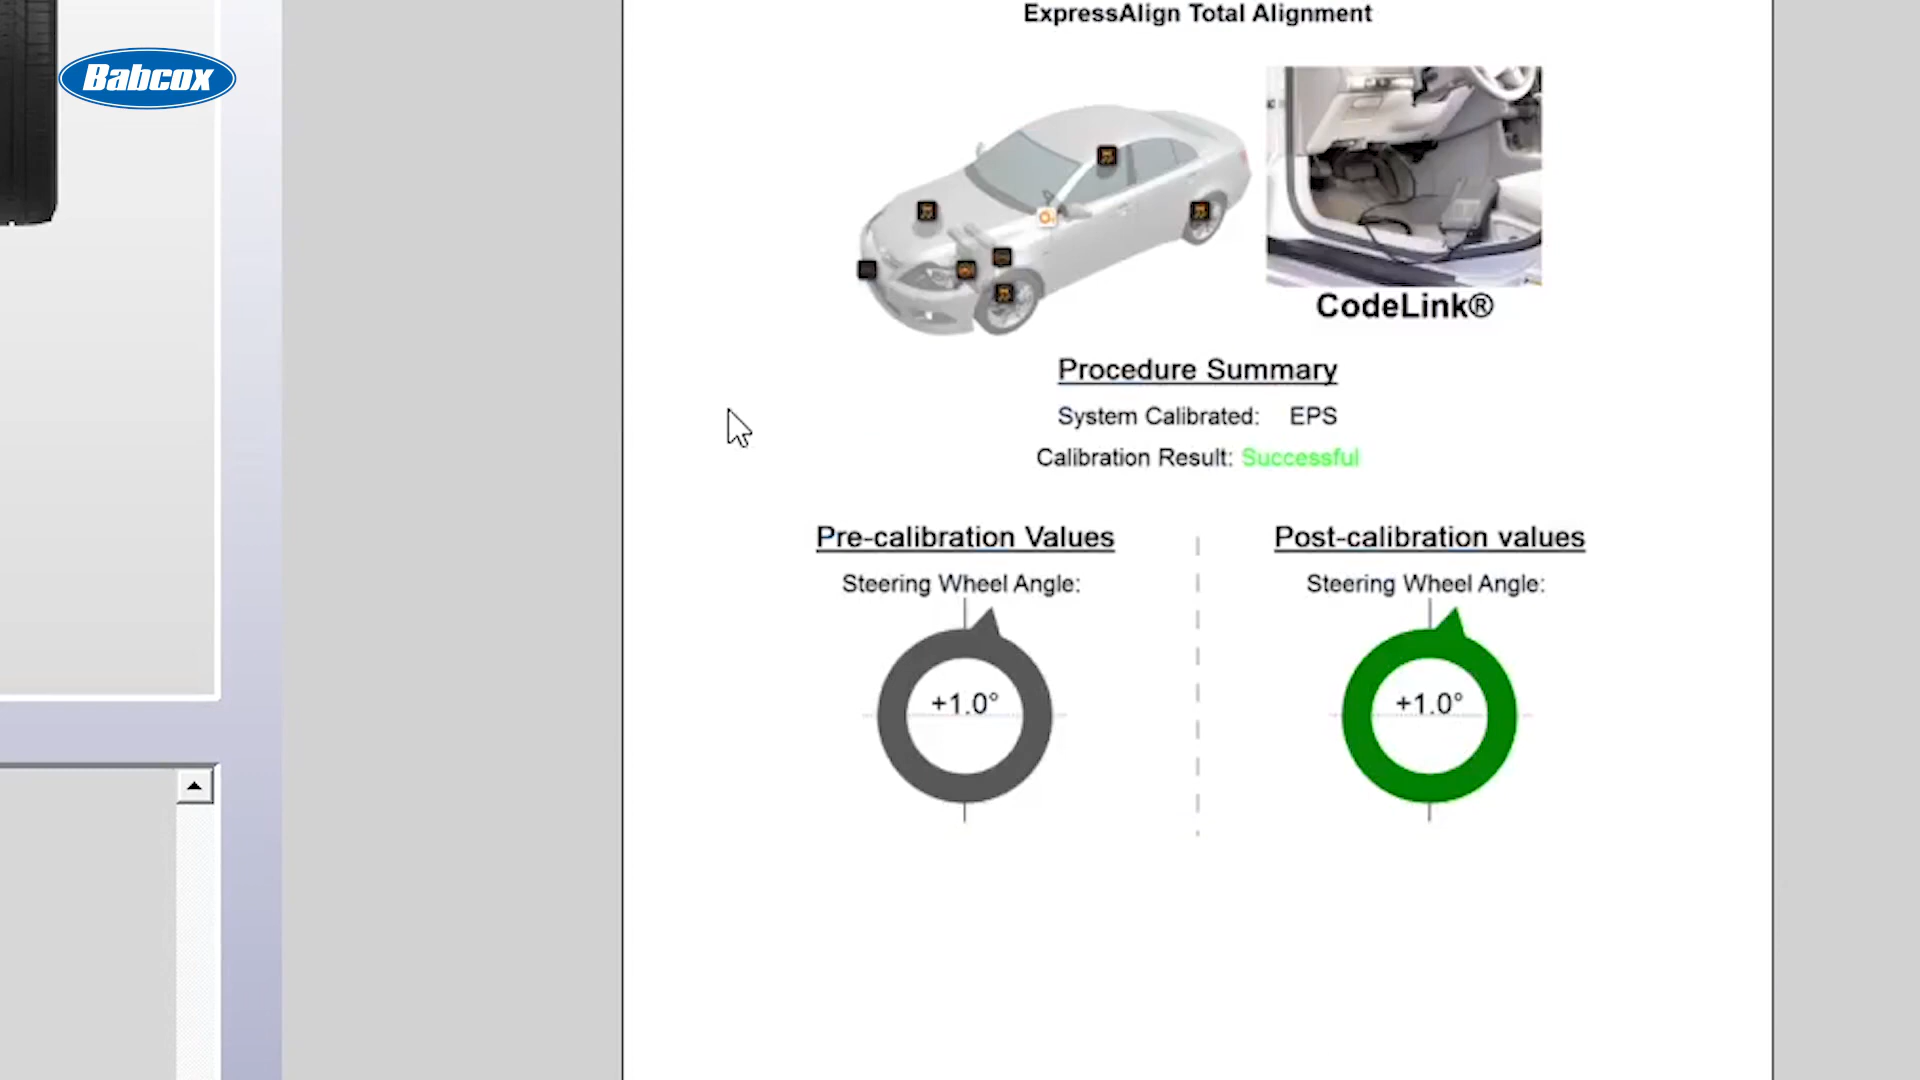 Babcox
ExpressAlign Total Alignment
CodeLink®
Procedure Summary
System Calibrated: EPS
Calibration Result: Successful
Pre-calibration Values
Steering Wheel Angle:
+1.0°
Post-calibration values
Steering Wheel Angle:
+1.0°